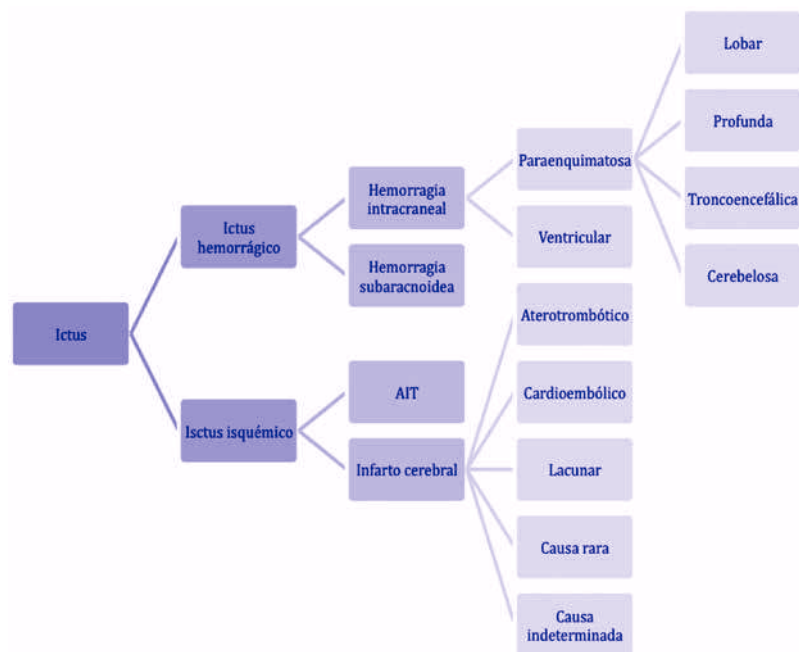 Ictus
Ictus
hemorrágico
Hemorragia
intracraneal
Paraenquimatosa
Lobar
Profunda
Troncoencefálica
Cerebelosa
Ventricular
Hemorragia
subaracnoidea
Isctus isquémico
AIT
Infarto cerebral
Aterotrombótico
Cardioembólico
Lacunar
Causa rara
Causa
indeterminada